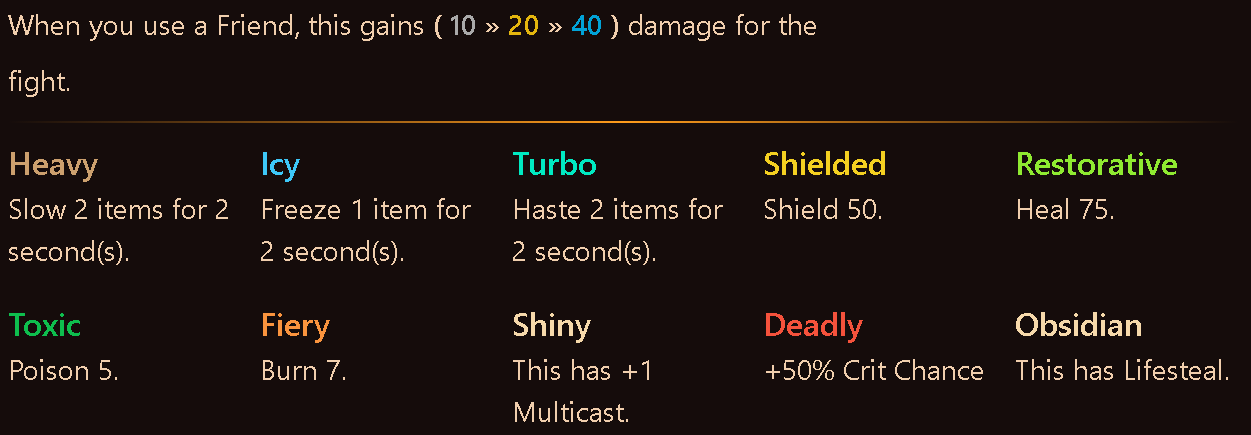 When you use a Friend, this gains ( 10 » 20 » 40 ) damage for the
fight.
Heavy
Slow 2 items for 2
second(s).
Icy
Freeze 1 item for
2 second(s).
Turbo
Haste 2 items for
2 second(s).
Shielded
Shield 50.
Restorative
Heal 75.
Toxic
Poison 5.
Fiery
Burn 7.
Shiny
This has +1
Multicast.
Deadly
+50% Crit Chance
Obsidian
This has Lifesteal.